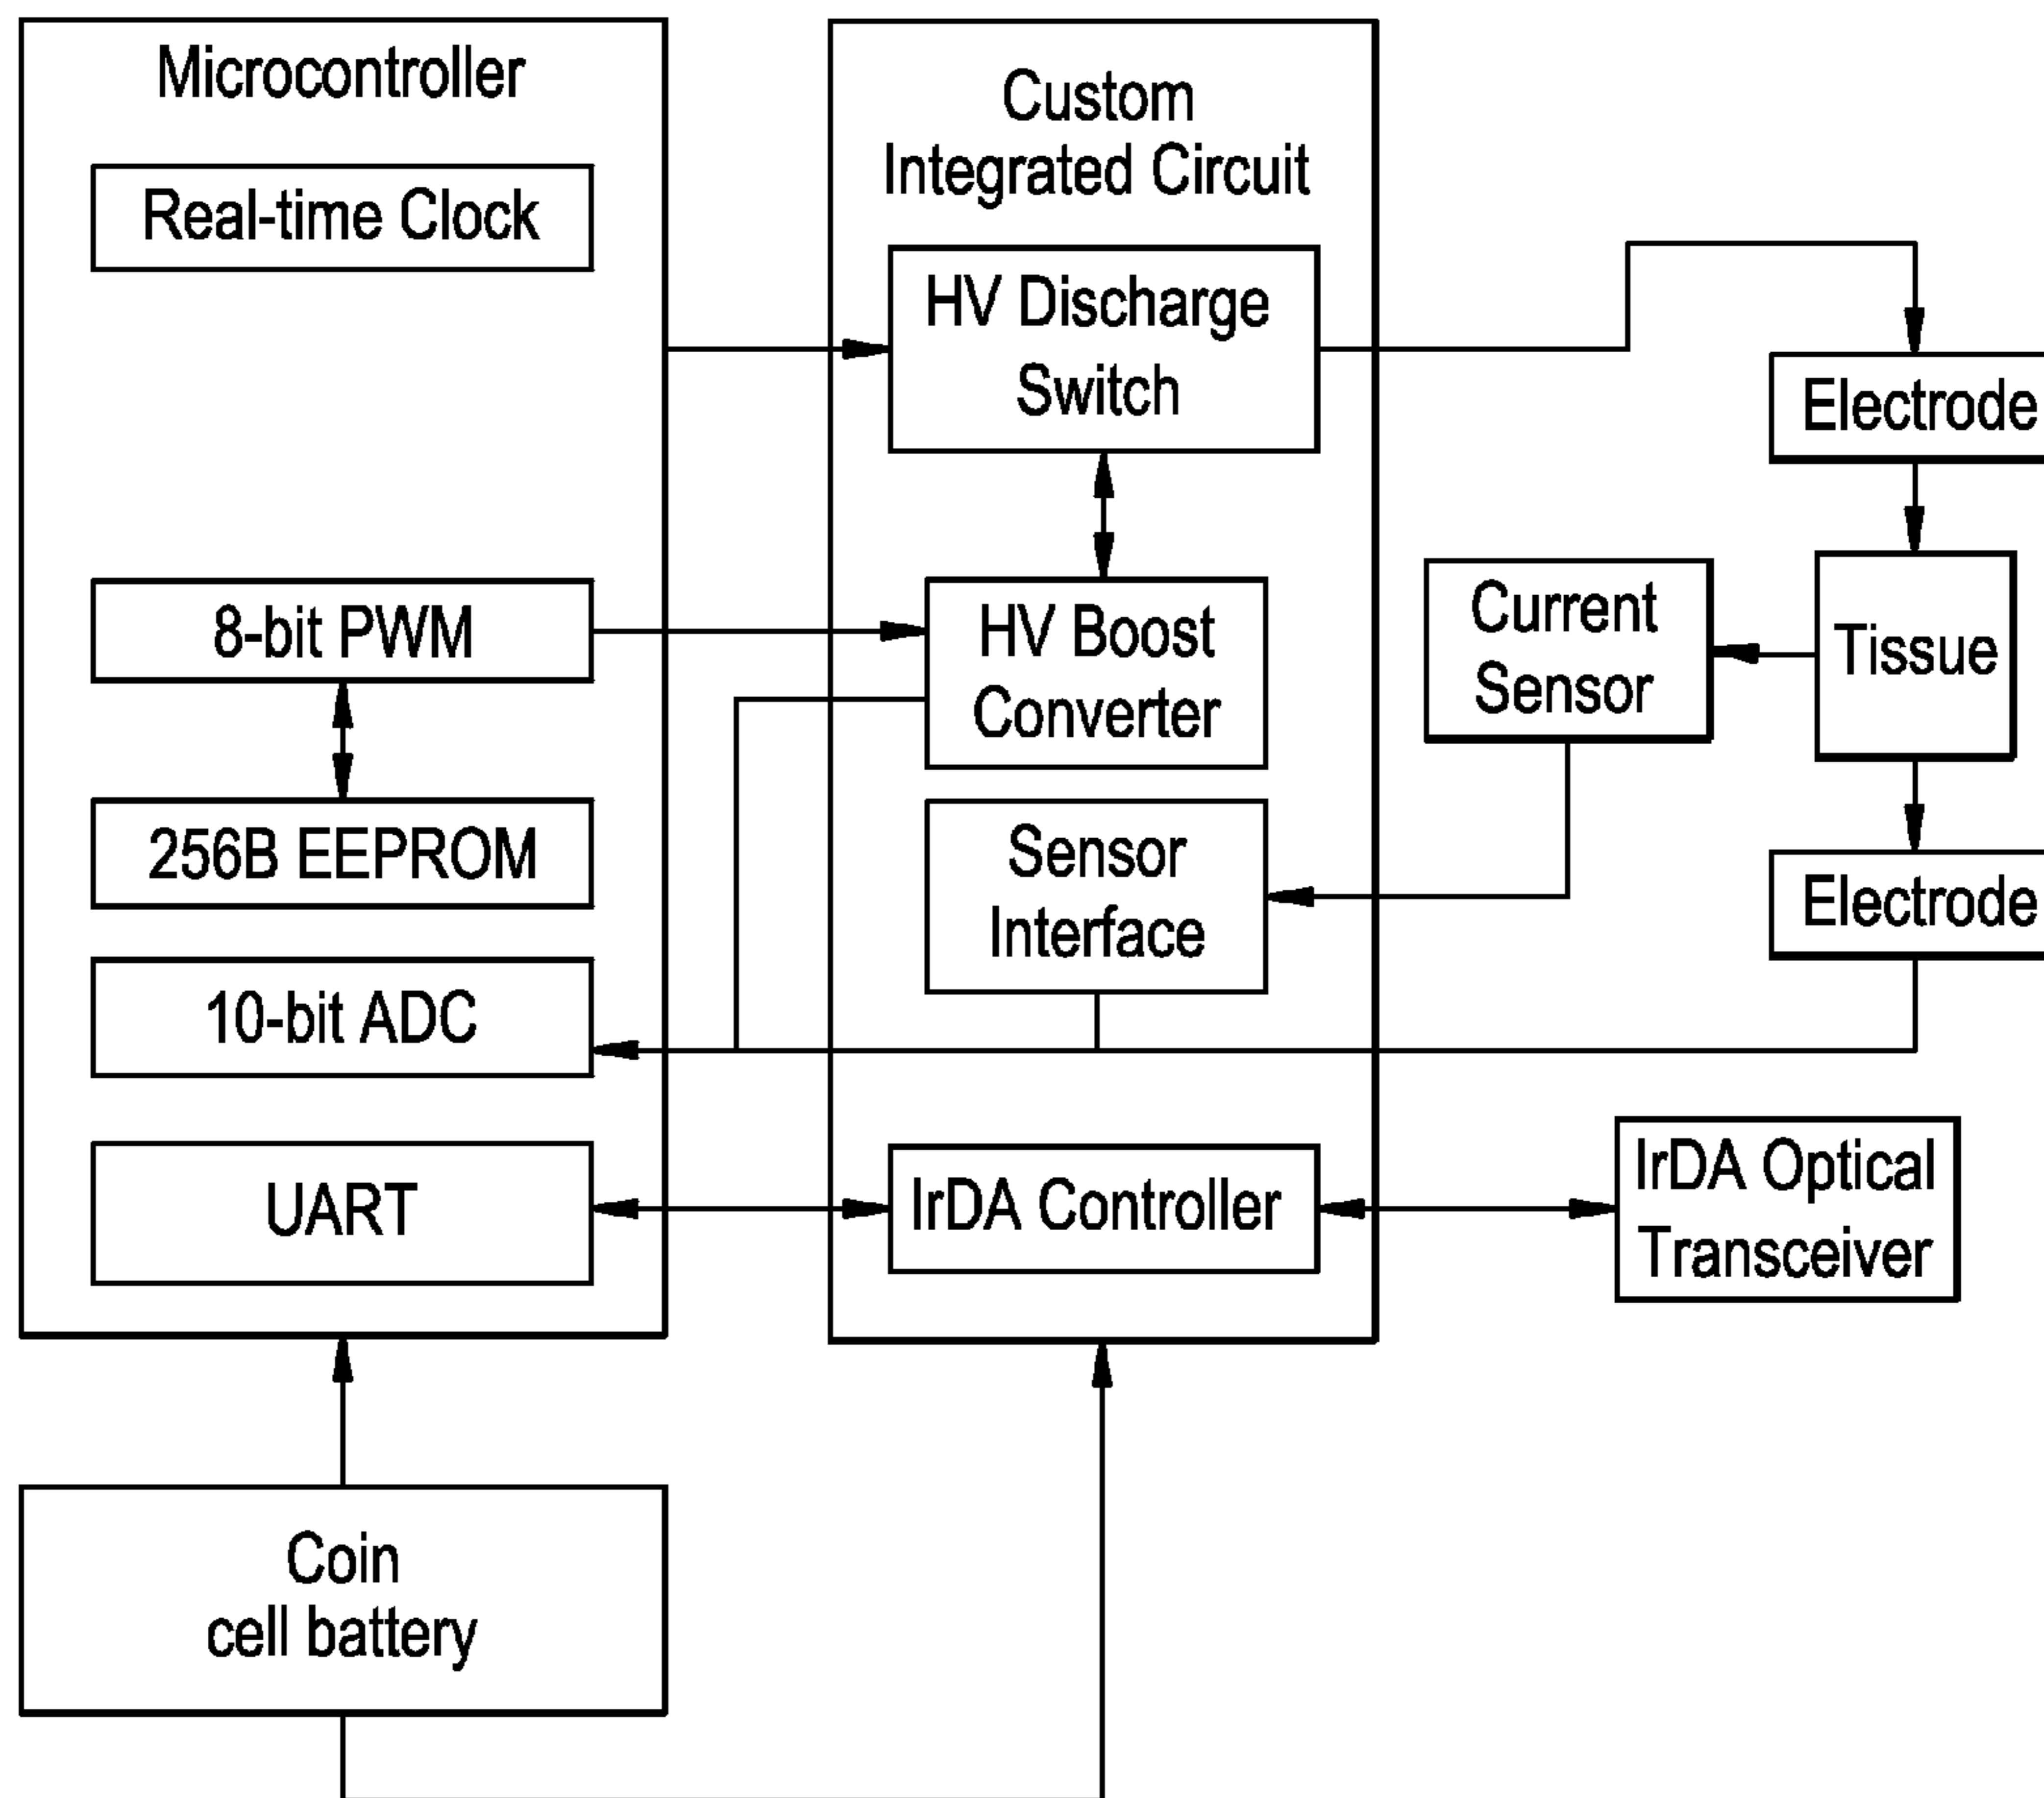 Microcontroller
Real-time Clock
8-bit PWM
256B EEPROM
10-bit ADC
UART
Coin
cell battery
Custom
Integrated Circuit
HV Discharge
Switch
HV Boost
Converter
Sensor
Interface
IrDA Controller
Electrode
Current
Sensor
Tissue
Electrode
IrDA Optical
Transceiver